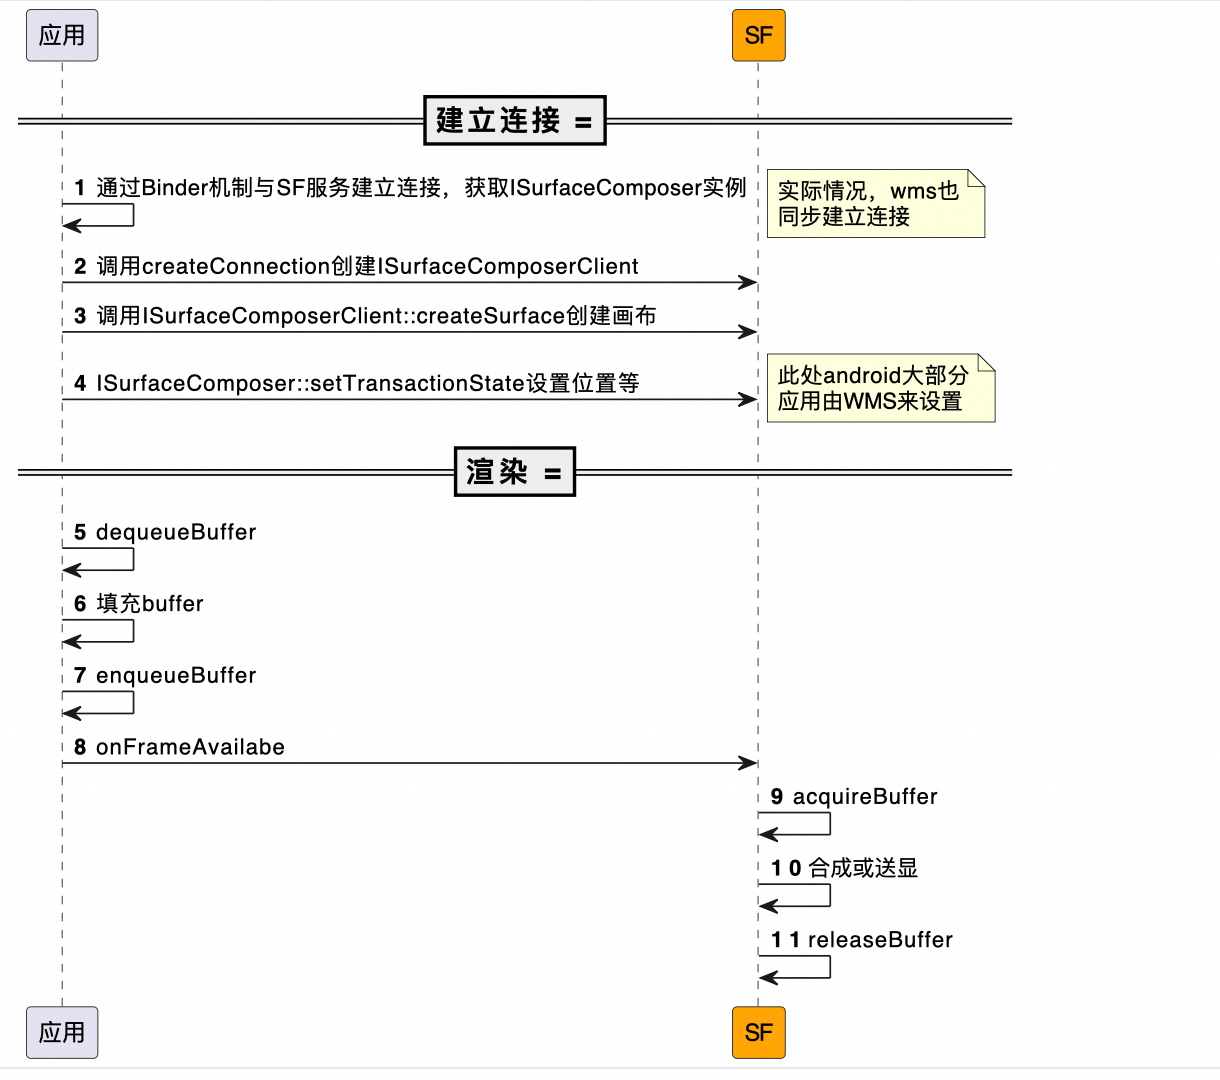 应用
SF
建立连接 =
1 通过Binder机制与SF服务建立连接，获取ISurfaceComposer实例
实际情况，wms也
同步建立连接
2 调用createConnection创建ISurfaceComposerClient
3 调用ISurfaceComposerClient::createSurface创建画布
4 ISurfaceComposer::setTransactionState设置位置等
此处android大部分
应用由WMS来设置
渲染 =
5 dequeueBuffer
6 填充buffer
7 enqueueBuffer
8 onFrameAvailabe
9 acquireBuffer
10 合成或送显
11 releaseBuffer
应用
SF